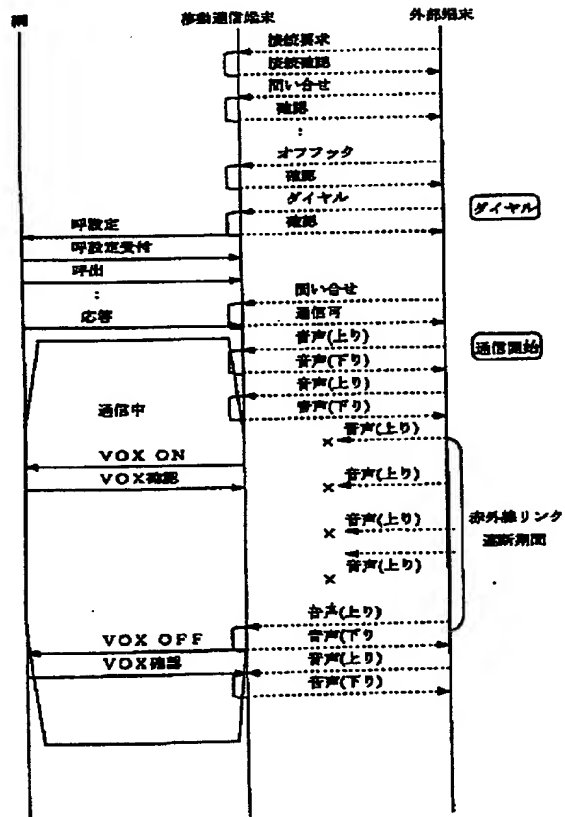 網 移動通信端末 外部端末
接続要求
接続確認
問い合せ
確認
:
オフフック
確認
ダイヤル
ダイヤル
呼設定 確認
呼設定受付
呼出
:
問い合せ
応答 通信可
音声(上り)
通信開始
音声(下り)
音声(上り)
通信中 音声(下り)
音声(上り)
×
VOX ON
VOX確認 音声(上り)
×
音声(上り)
赤外線リンク
×
遮断期間
音声(上り)
×
音声(上り)
VOX OFF 音声(下り
VOX確認 音声(上り)
音声(下り)